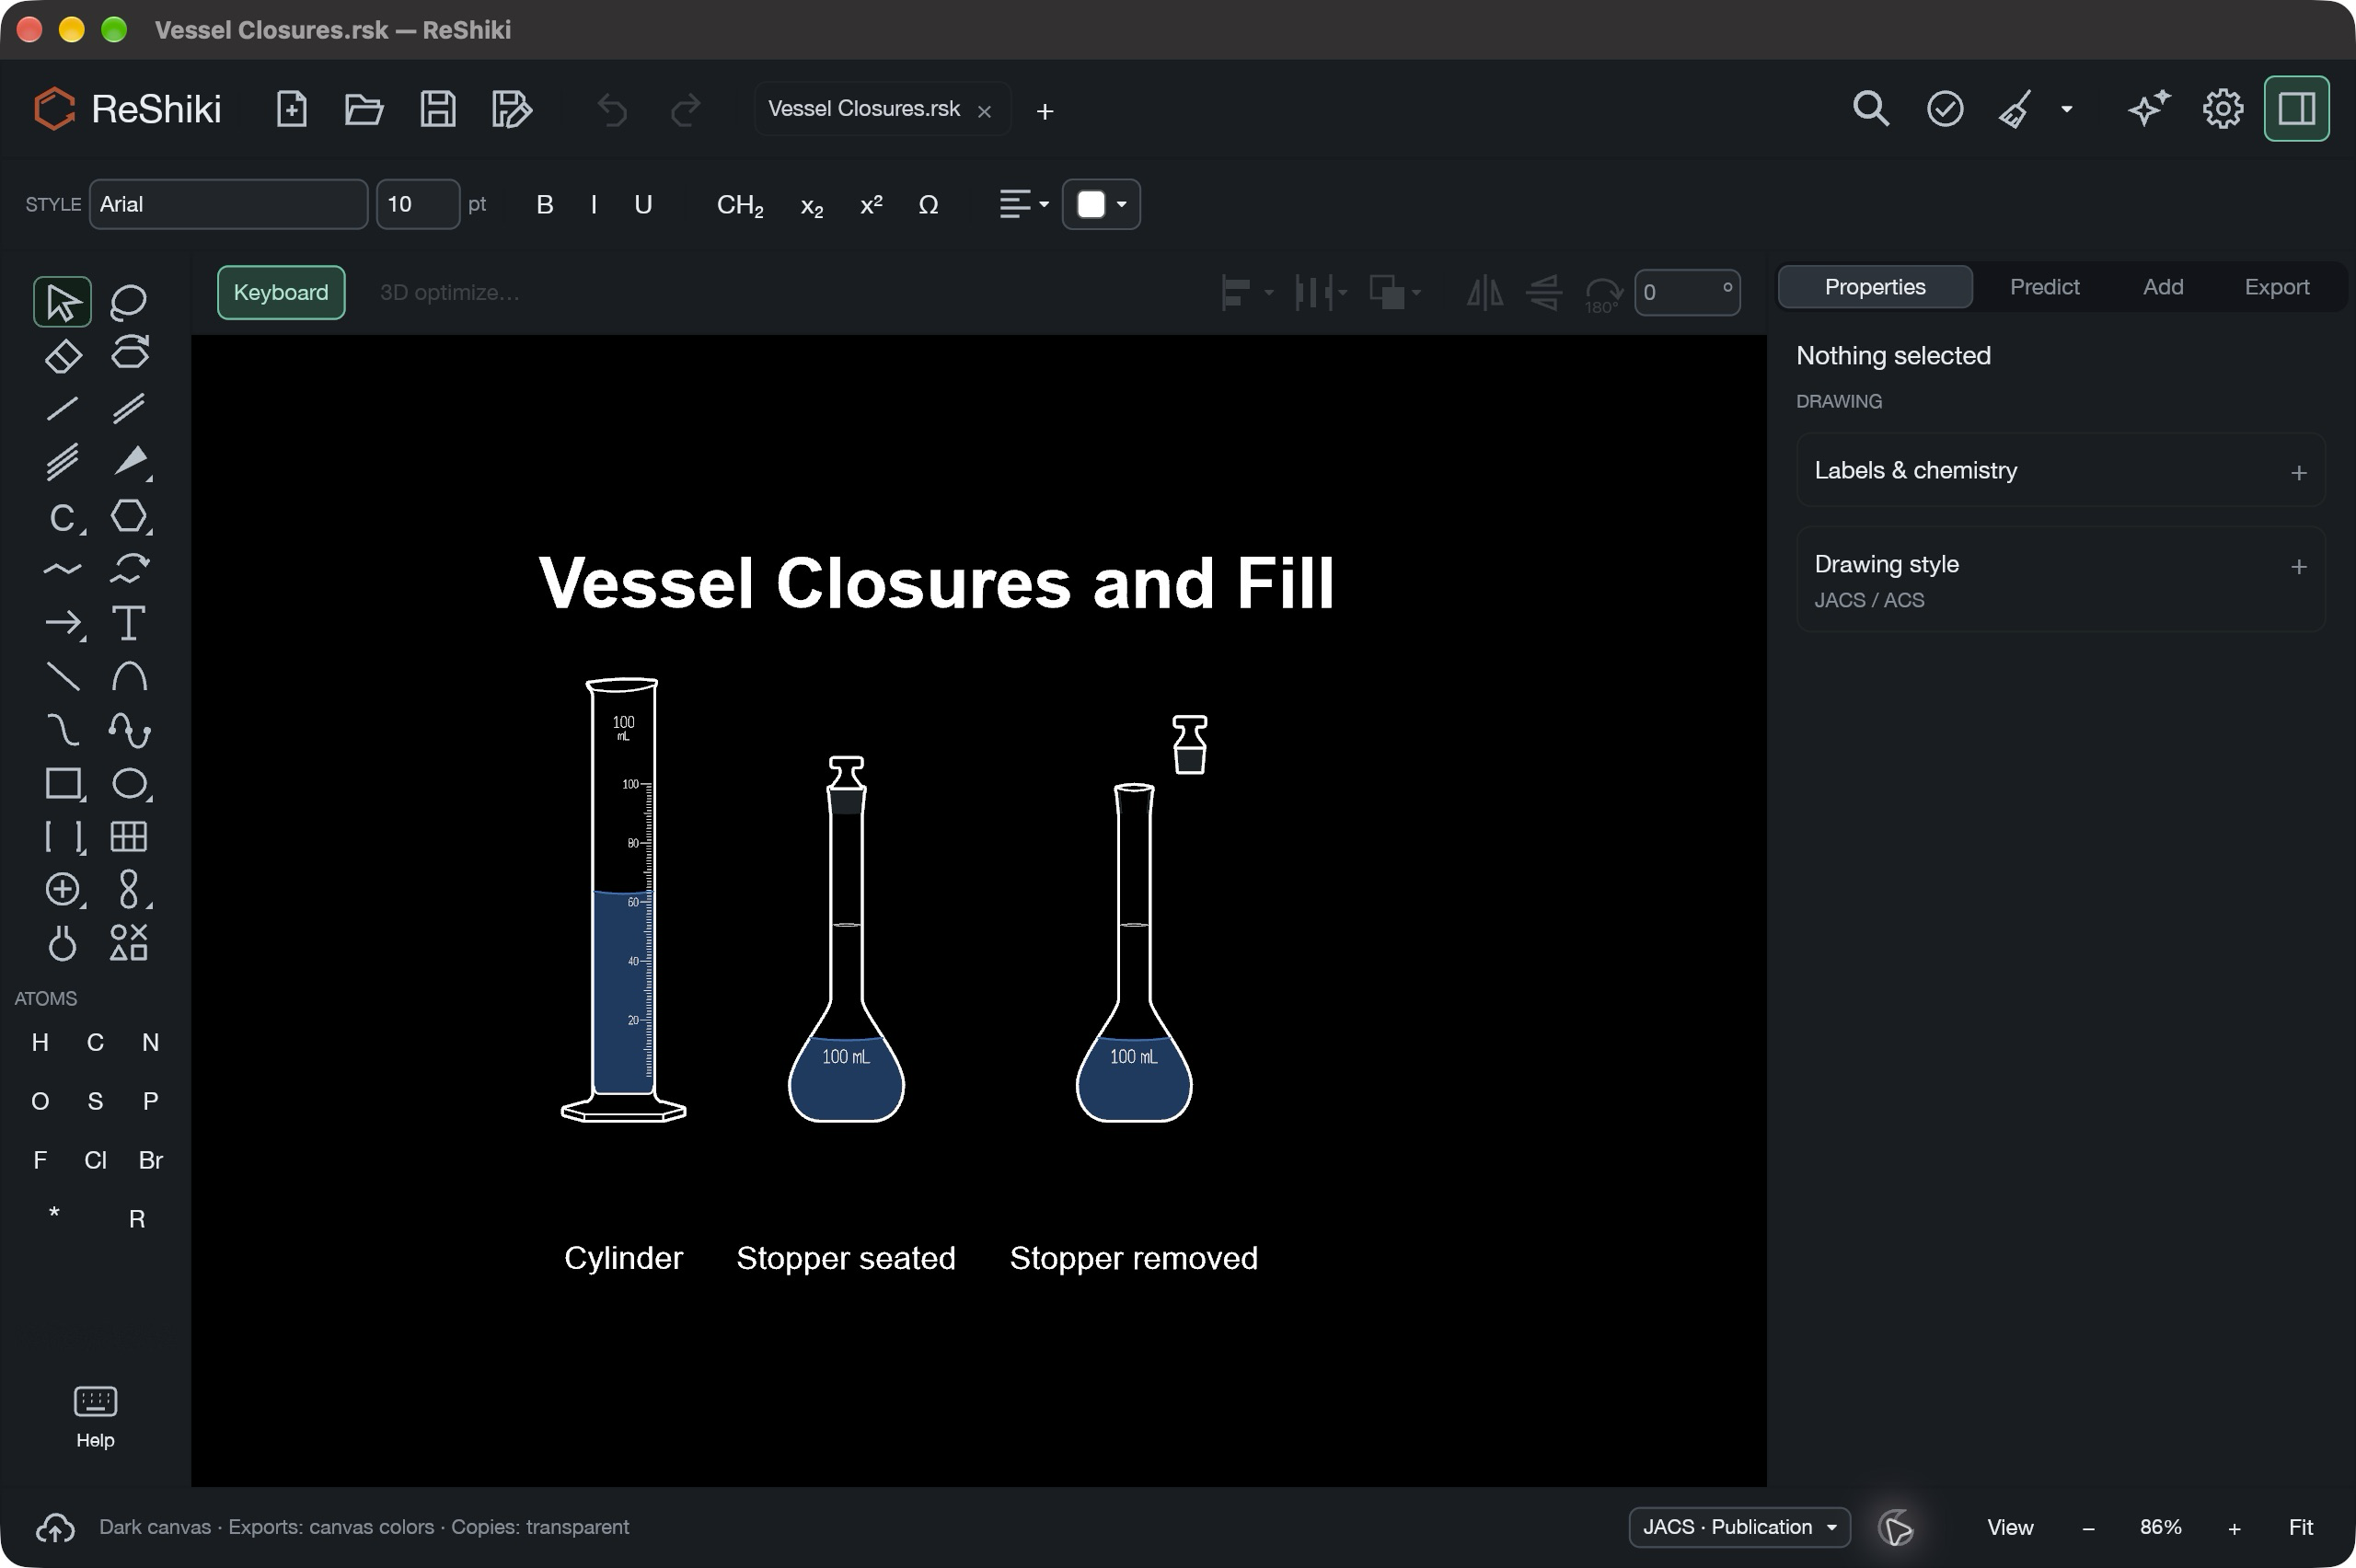 Vessel Closures.rsk — ReShiki
ReShiki
Vessel Closures.rsk × +
STYLE Arial 10 pt B I U CH₂ x₂ x² Ω
Keyboard 3D optimize... 180° 0 °
Properties Predict Add Export
Nothing selected
DRAWING
Labels & chemistry +
Drawing style +
JACS / ACS
C
T
ATOMS
H C N
O S P
F Cl Br
* R
Help
Vessel Closures and Fill
100
mL
100
80
60
40
20
100 mL
100 mL
Cylinder Stopper seated Stopper removed
Dark canvas · Exports: canvas colors · Copies: transparent
JACS · Publication View − 86% + Fit